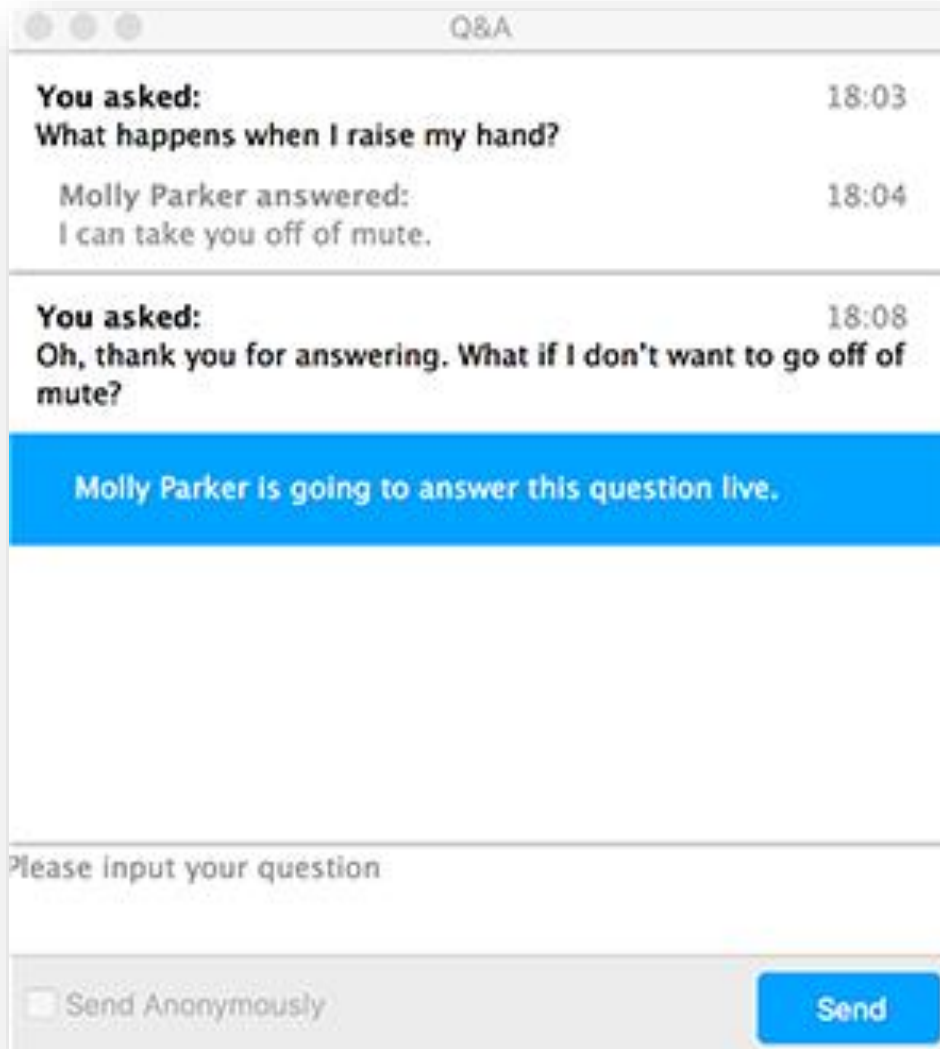 Q&A
You asked: 18:03
What happens when I raise my hand?
Molly Parker answered: 18:04
I can take you off of mute.
You asked: 18:08
Oh, thank you for answering. What if I don't want to go off of
mute?
Molly Parker is going to answer this question live.
Please input your question
Send Anonymously Send